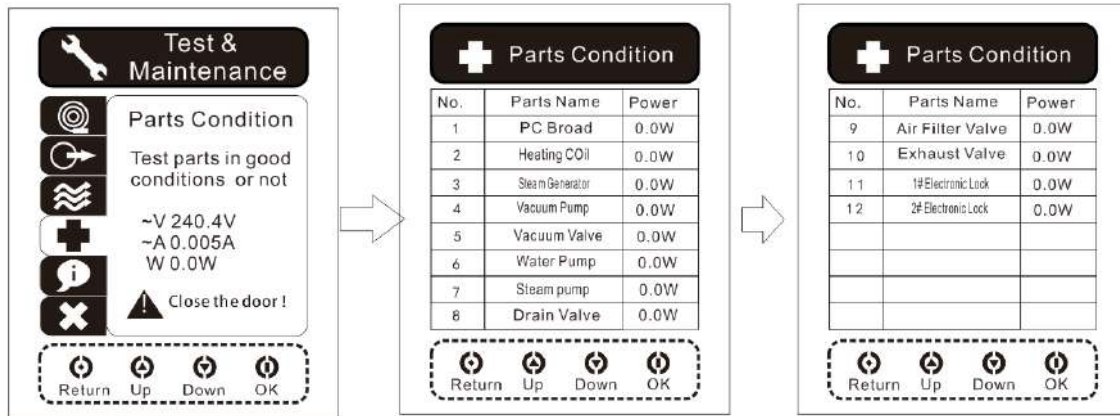 Test &
Maintenance
Parts Condition
Test parts in good
conditions or not
~V 240.4V
~A 0.005A
W 0.0W
Close the door !
Return Up Down OK
Parts Condition
No. Parts Name Power
1 PC Broad 0.0W
2 Heating COil 0.0W
3 Steam Generator 0.0W
4 Vacuum Pump 0.0W
5 Vacuum Valve 0.0W
6 Water Pump 0.0W
7 Steam pump 0.0W
8 Drain Valve 0.0W
Return Up Down OK
Parts Condition
No. Parts Name Power
9 Air Filter Valve 0.0W
10 Exhaust Valve 0.0W
11 1# Electronic Lock 0.0W
12 2# Electronic Lock 0.0W
Return Up Down OK